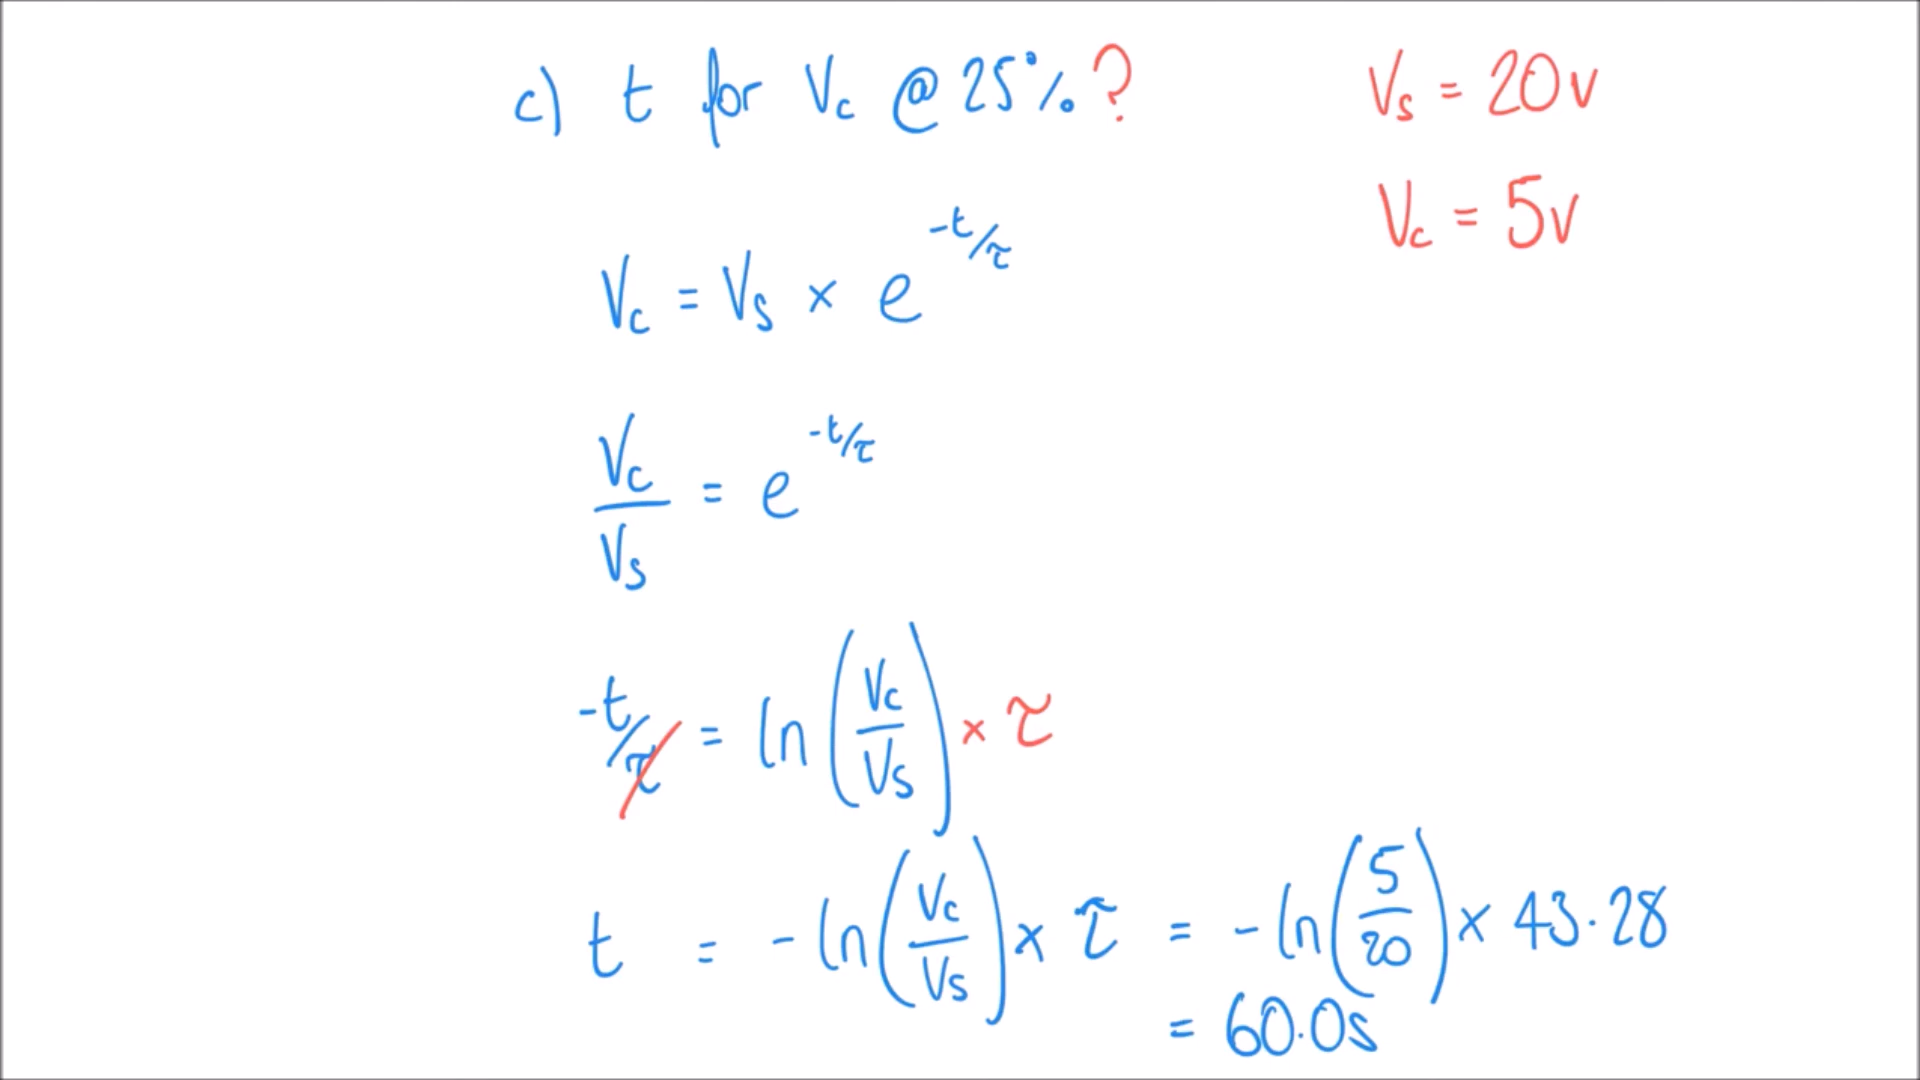 c) t for Vc @ 25%?
Vs = 20v
Vc = 5v
Vc = Vs × e^-t/τ
Vc/Vs = e^-t/τ
-t/τ = ln(Vc/Vs) × τ
t = -ln(Vc/Vs) × τ = -ln(5/20) × 43.28
= 60.0s